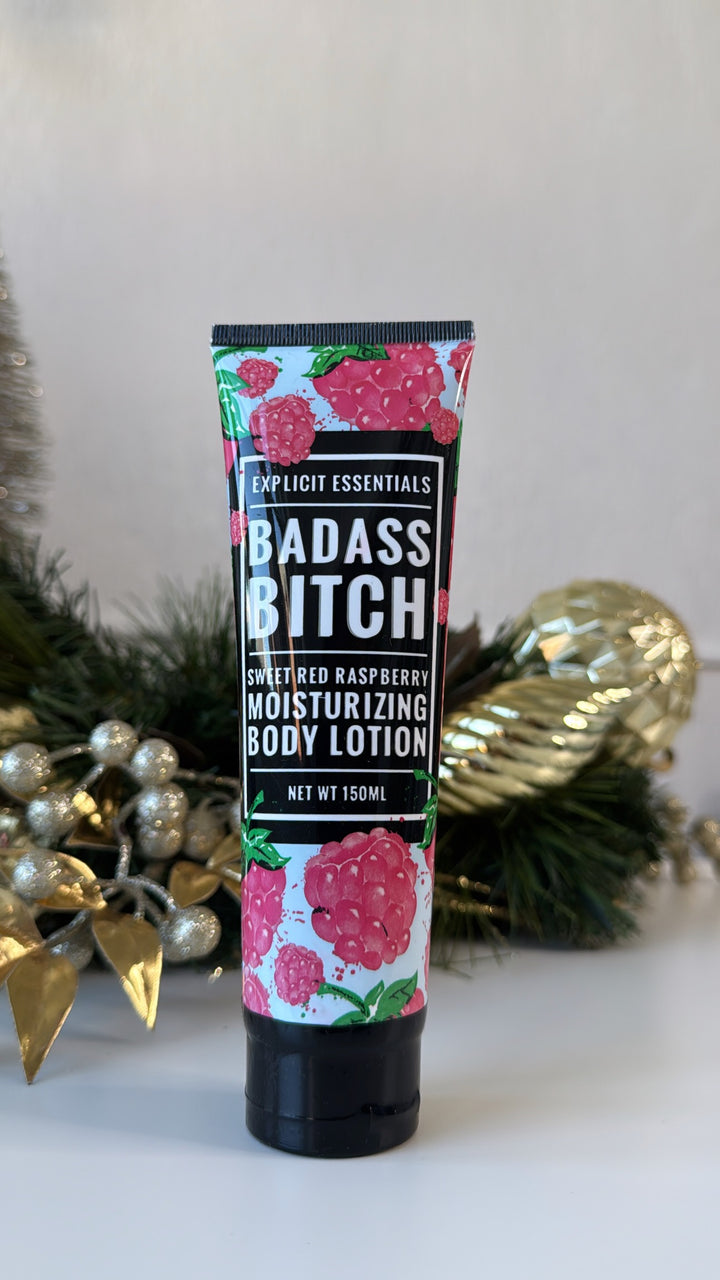 EXPLICIT ESSENTIALS
BADASS
BITCH
SWEET RED RASPBERRY
MOISTURIZING
BODY LOTION
NET WT 150ML